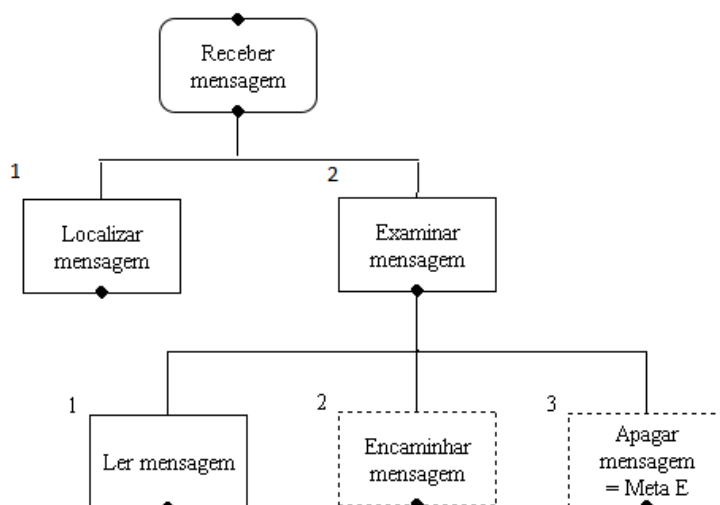 Receber
mensagem
1
2
Localizar
mensagem
Examinar
mensagem
1
2
3
Ler mensagem
Encaminhar
mensagem
Apagar
mensagem
= Meta E